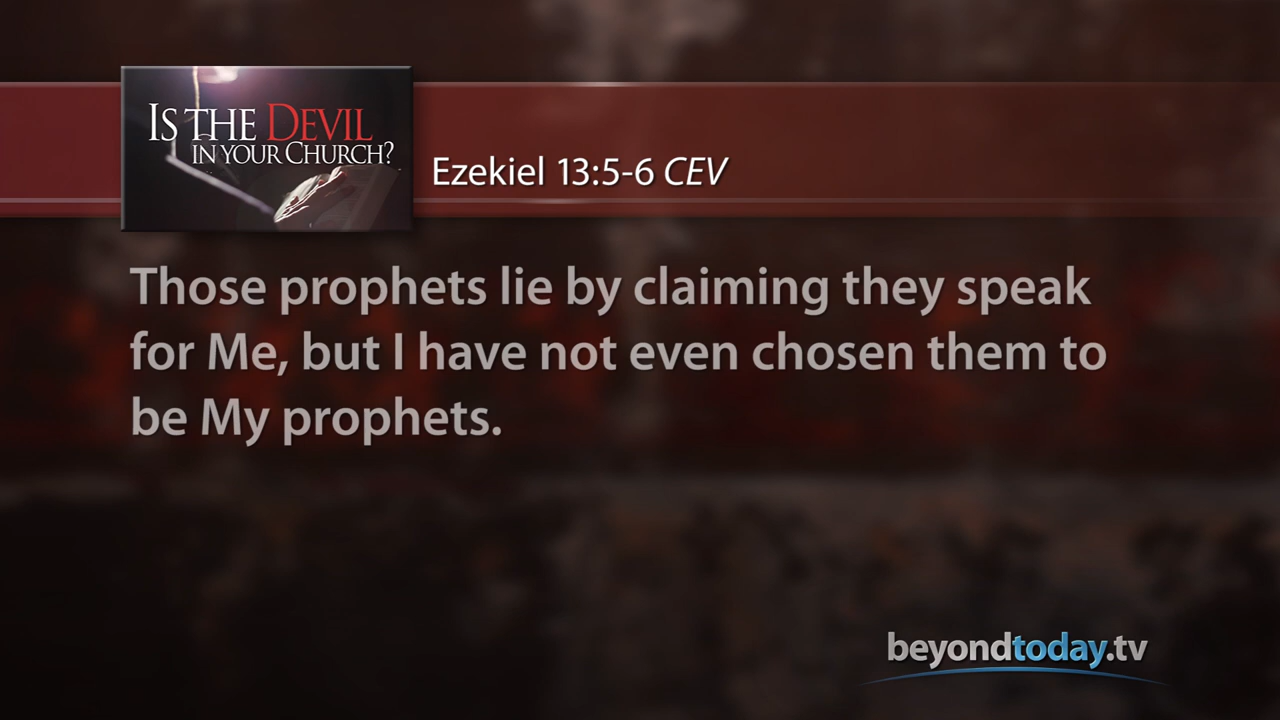 IS THE DEVIL
IN YOUR CHURCH?
Ezekiel 13:5-6 CEV
Those prophets lie by claiming they speak
for Me, but I have not even chosen them to
be My prophets.
beyondtoday.tv